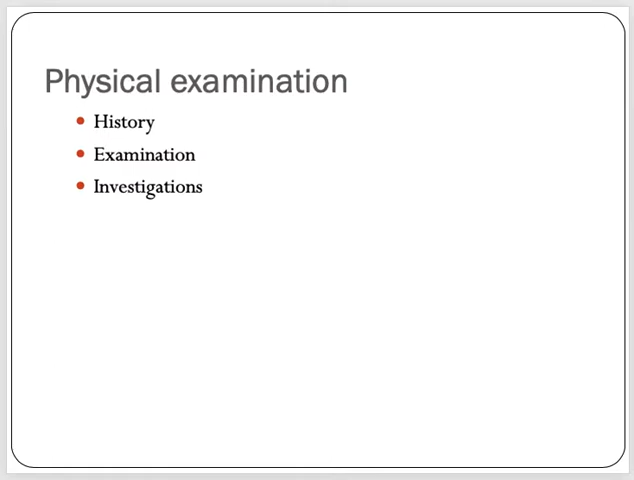 Physical examination
History
Examination
Investigations